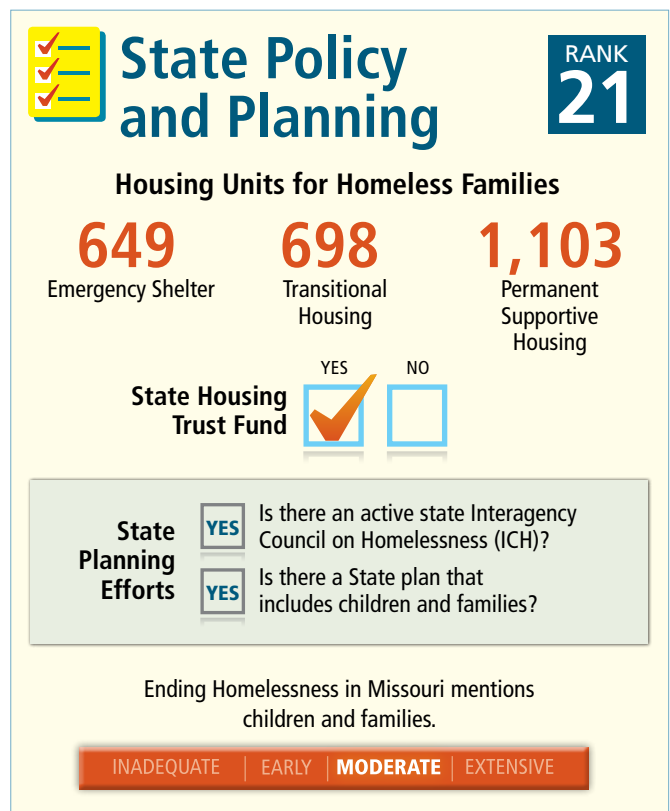 State Policy
and Planning
RANK
21
Housing Units for Homeless Families
649
Emergency Shelter
698
Transitional
Housing
1,103
Permanent
Supportive
Housing
YES
NO
State Housing
Trust Fund
State
Planning
Efforts
YES
Is there an active state Interagency
Council on Homelessness (ICH)?
YES
Is there a State plan that
includes children and families?
Ending Homelessness in Missouri mentions
children and families.
INADEQUATE | EARLY | MODERATE | EXTENSIVE